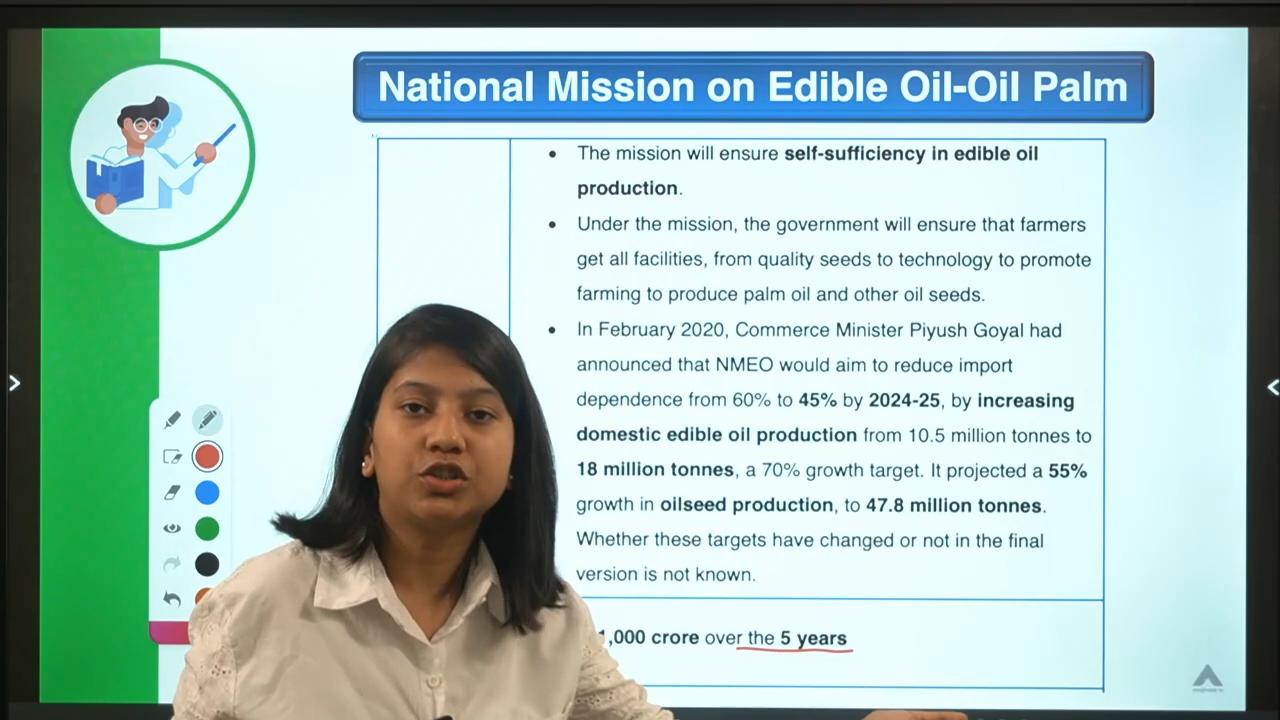 National Mission on Edible Oil-Oil Palm
• The mission will ensure self-sufficiency in edible oil
production.
• Under the mission, the government will ensure that farmers
get all facilities, from quality seeds to technology to promote
farming to produce palm oil and other oil seeds.
• In February 2020, Commerce Minister Piyush Goyal had
announced that NMEO would aim to reduce import
dependence from 60% to 45% by 2024-25, by increasing
domestic edible oil production from 10.5 million tonnes to
18 million tonnes, a 70% growth target. It projected a 55%
growth in oilseed production, to 47.8 million tonnes.
Whether these targets have changed or not in the final
version is not known.
1,000 crore over the 5 years